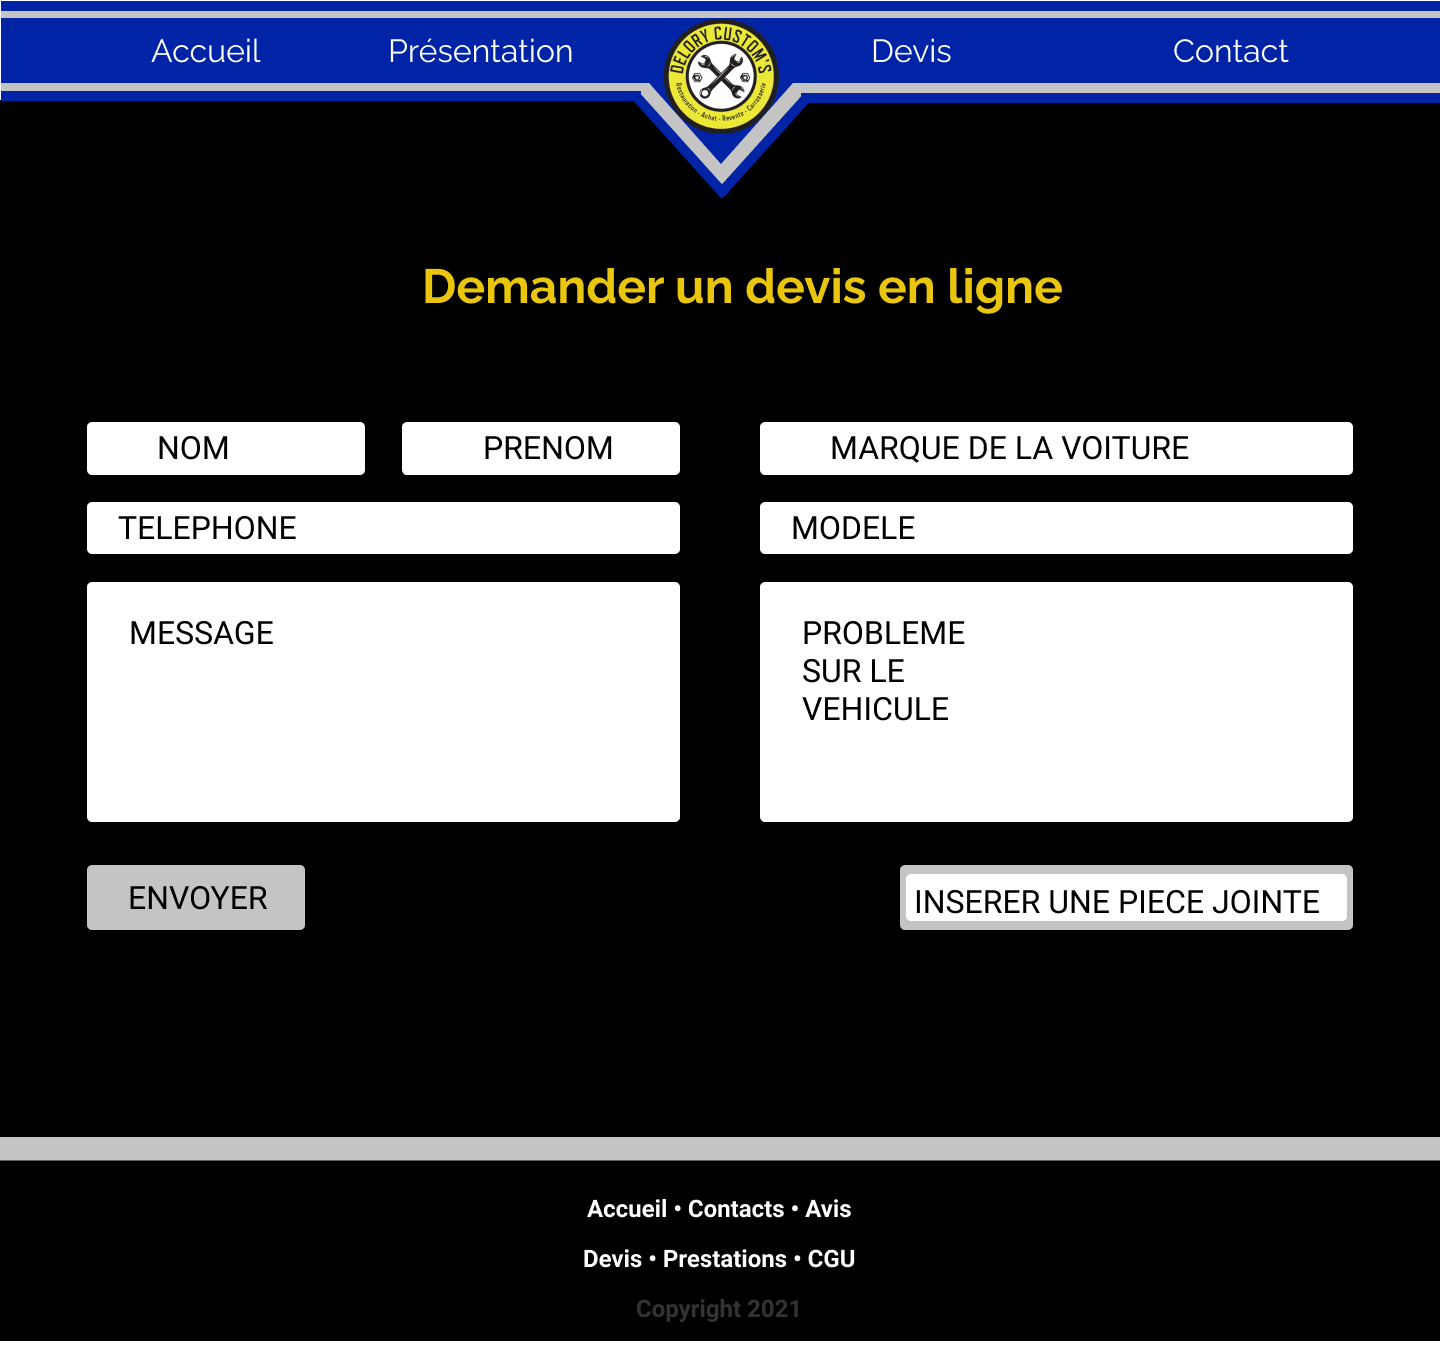 Accueil
Présentation
DELORY CUSTOM'S
Restauration - Achat - Revente - Carrosserie
Devis
Contact
Demander un devis en ligne
NOM
PRENOM
MARQUE DE LA VOITURE
TELEPHONE
MODELE
MESSAGE
PROBLEME
SUR LE
VEHICULE
ENVOYER
INSERER UNE PIECE JOINTE
Accueil • Contacts • Avis
Devis • Prestations • CGU
Copyright 2021